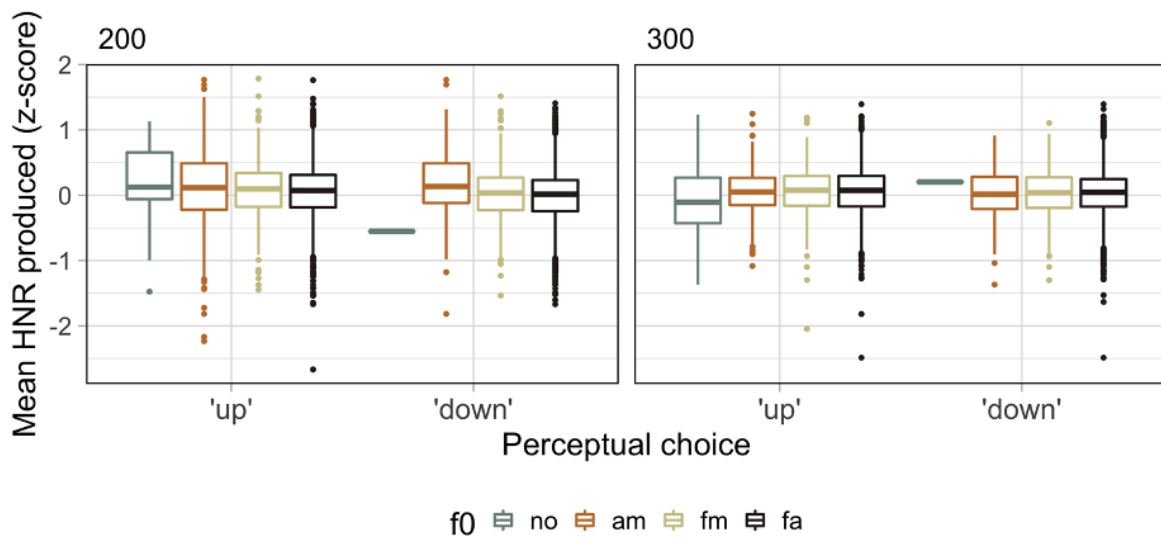 200 300
Mean HNR produced (z-score)
2
1
0
-1
-2
'up' 'down' 'up' 'down'
Perceptual choice
f0 no am fm fa